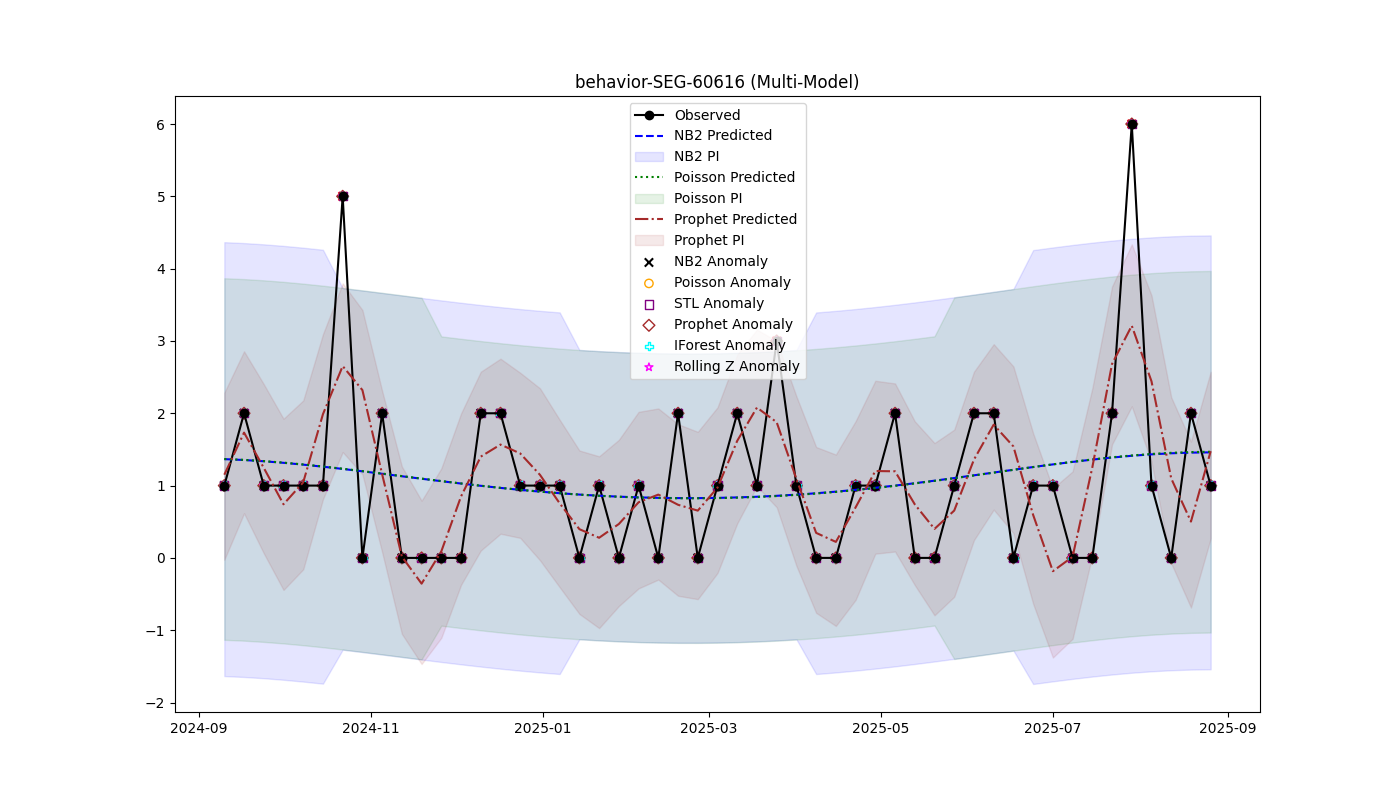 behavior-SEG-60616 (Multi-Model)
Observed
NB2 Predicted
NB2 PI
Poisson Predicted
Poisson PI
Prophet Predicted
Prophet PI
NB2 Anomaly
Poisson Anomaly
STL Anomaly
Prophet Anomaly
IForest Anomaly
Rolling Z Anomaly
6
5
4
3
2
1
0
−1
−2
2024-09 2024-11 2025-01 2025-03 2025-05 2025-07 2025-09